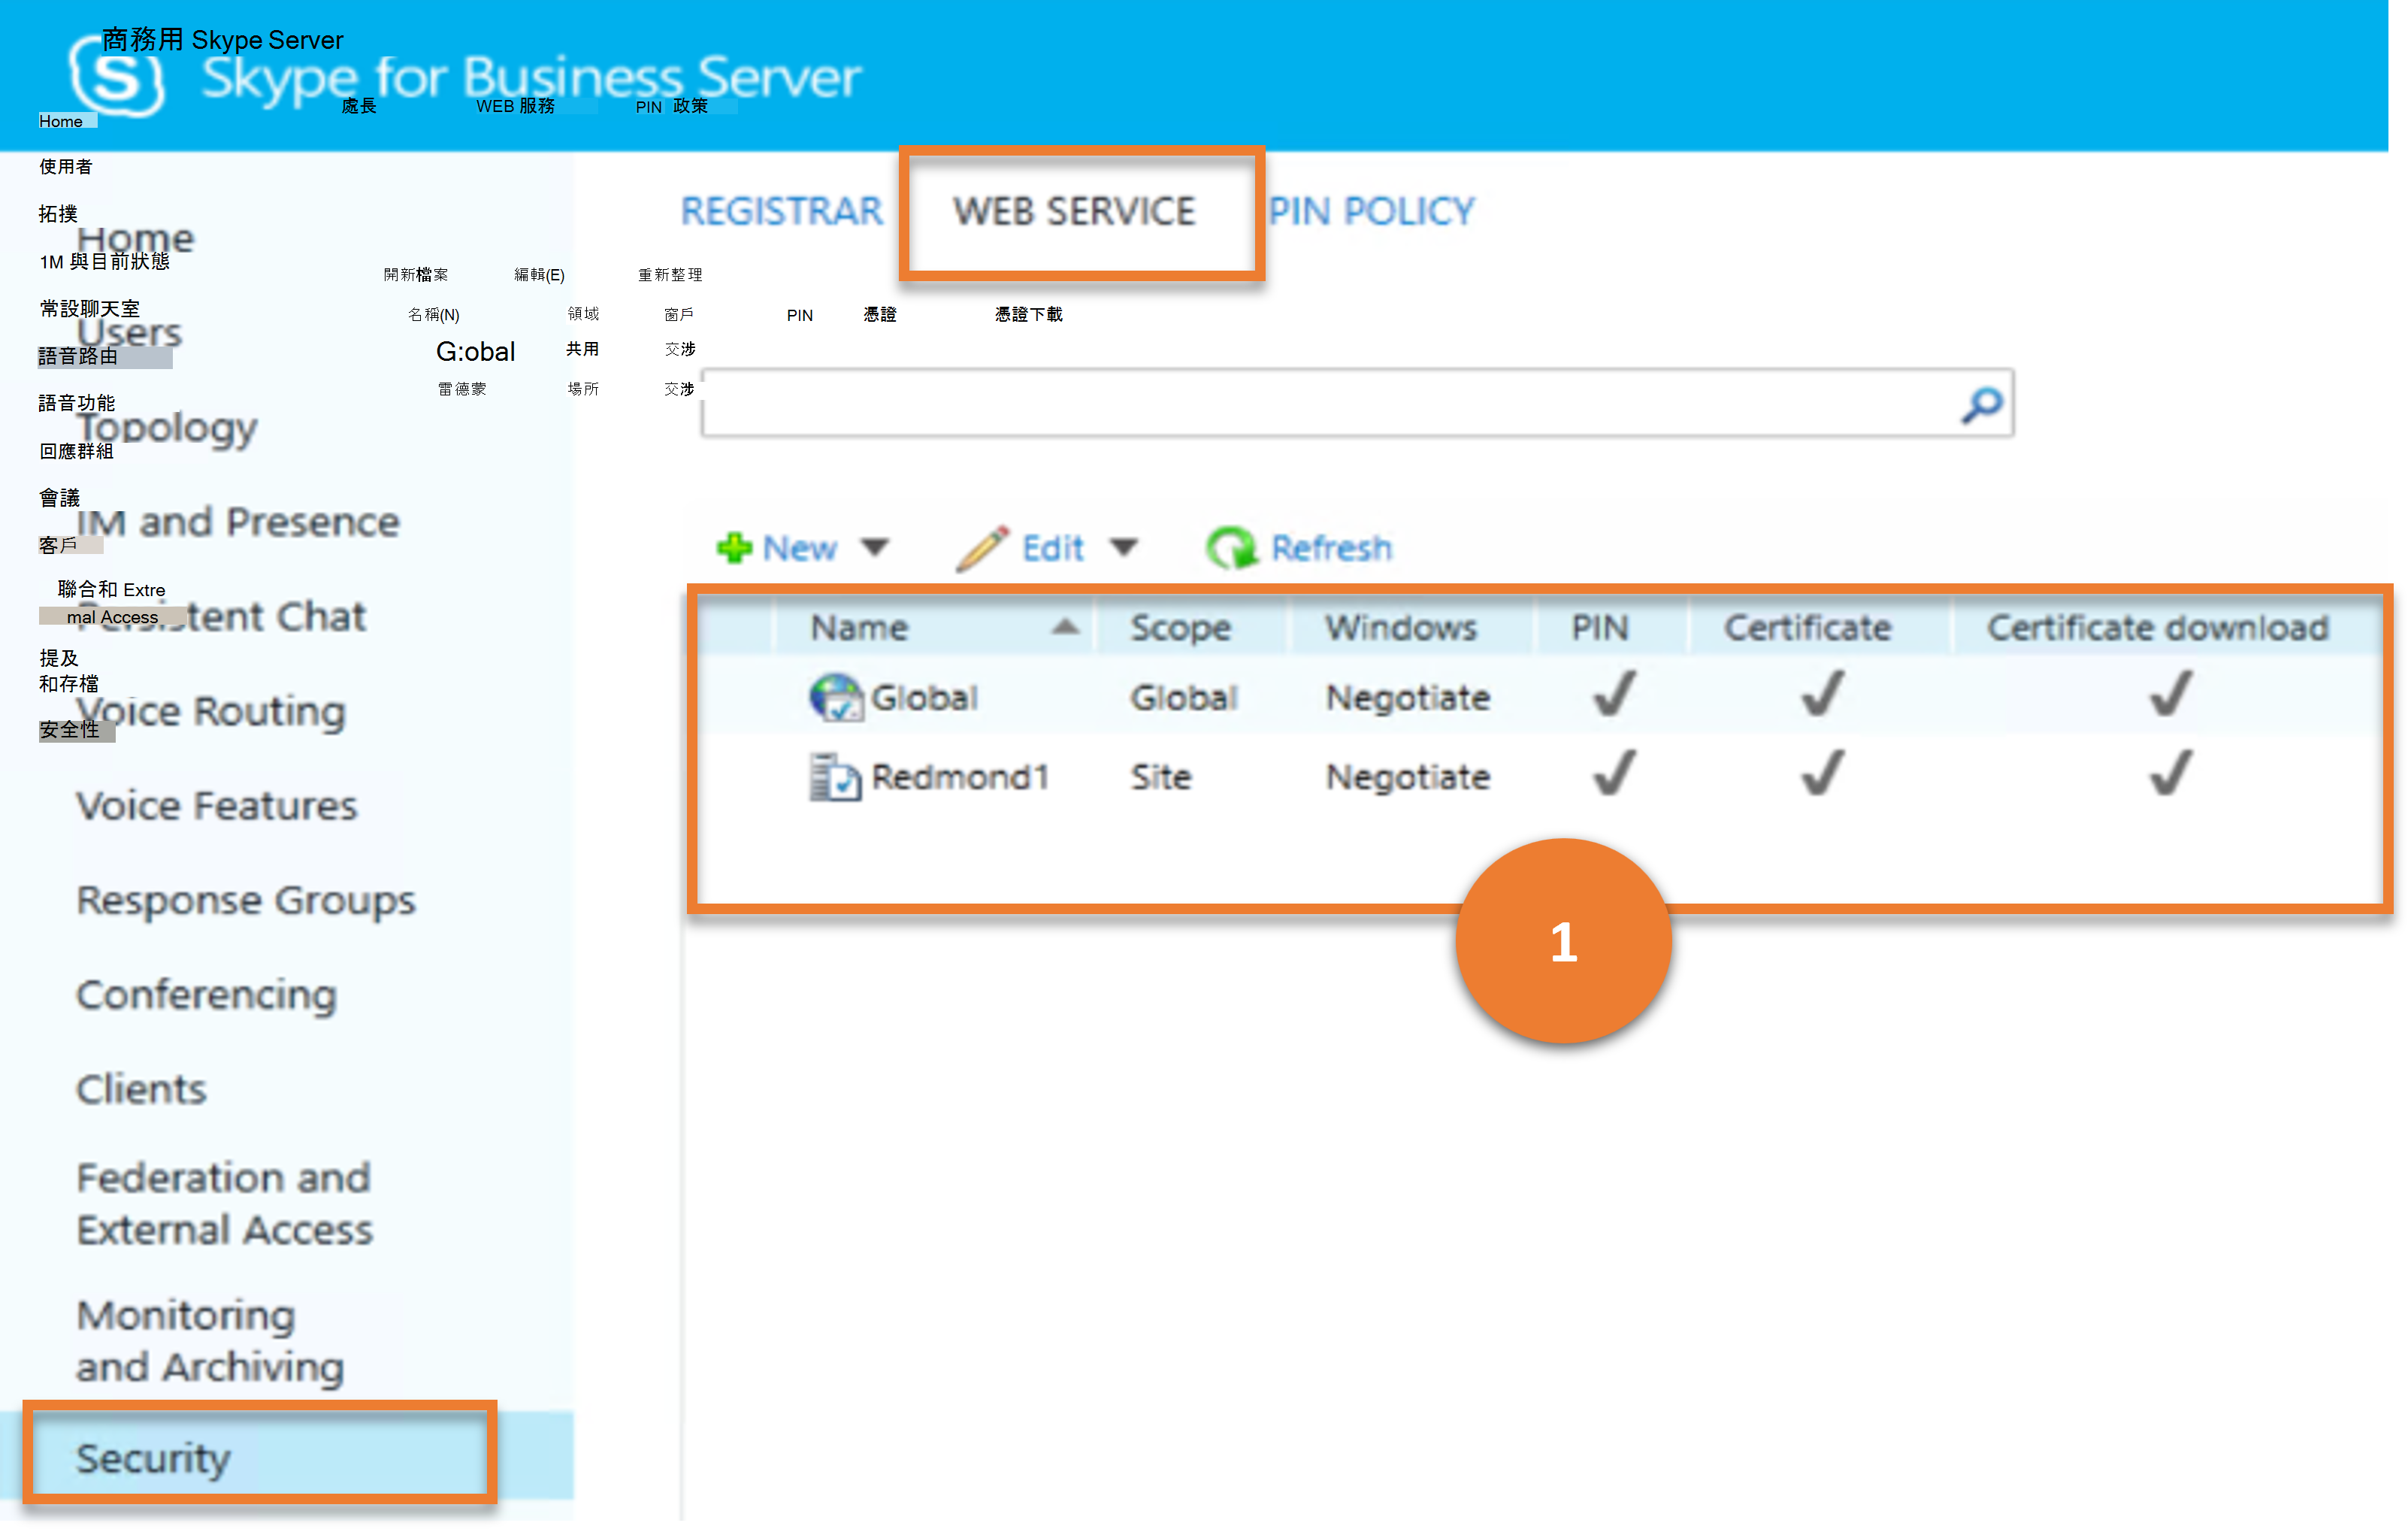 商務用 Skype Server
Skype for Business Server
處長 WEB 服務 PIN 政策
Home
使用者
拓撲
Home
1M 與目前狀態
常設聊天室
Users
語音路由
語音功能
Topology
回應群組
會議
IM and Presence
客戶
聯合和 Extre
mal Access
Persistent Chat
提及
和存檔
Voice Routing
安全性
Voice Features
Response Groups
Conferencing
Clients
Federation and
External Access
Monitoring
and Archiving
Security
REGISTRAR WEB SERVICE PIN POLICY
開新檔案 編輯(E) 重新整理
名稱(N) 領域 窗戶 PIN 憑證 憑證下載
G:obal 共用 交涉
雷德蒙 場所 交涉
New Edit Refresh
Name Scope Windows PIN Certificate Certificate download
Global Global Negotiate ✓ ✓ ✓
Redmond1 Site Negotiate ✓ ✓ ✓
1